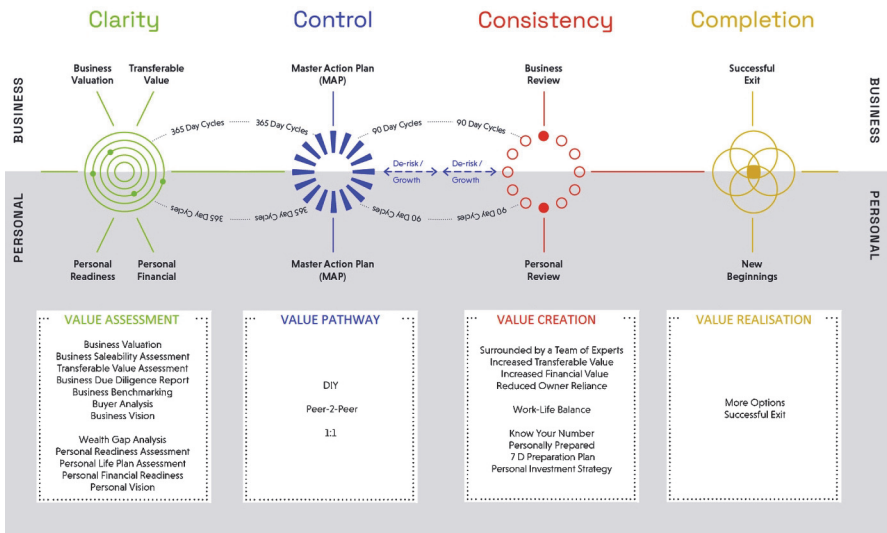 Clarity
Control
Consistency
Completion
BUSINESS
BUSINESS
Business
Valuation
Transferable
Value
Master Action Plan
(MAP)
Business
Review
Successful
Exit
365 Day Cycles
365 Day Cycles
90 Day Cycles
90 Day Cycles
De-risk /
Growth
De-risk /
Growth
365 Day Cycles
365 Day Cycles
90 Day Cycles
90 Day Cycles
PERSONAL
PERSONAL
Personal
Readiness
Personal
Financial
Master Action Plan
(MAP)
Personal
Review
New
Beginnings
VALUE ASSESSMENT
Business Valuation
Business Saleability Assessment
Transferable Value Assessment
Business Due Diligence Report
Business Benchmarking
Buyer Analysis
Business Vision
Wealth Gap Analysis
Personal Readiness Assessment
Personal Life Plan Assessment
Personal Financial Readiness
Personal Vision
VALUE PATHWAY
DIY
Peer-2-Peer
1:1
VALUE CREATION
Surrounded by a Team of Experts
Increased Transferable Value
Increased Financial Value
Reduced Owner Reliance
Work-Life Balance
Know Your Number
Personally Prepared
7 D Preparation Plan
Personal Investment Strategy
VALUE REALISATION
More Options
Successful Exit